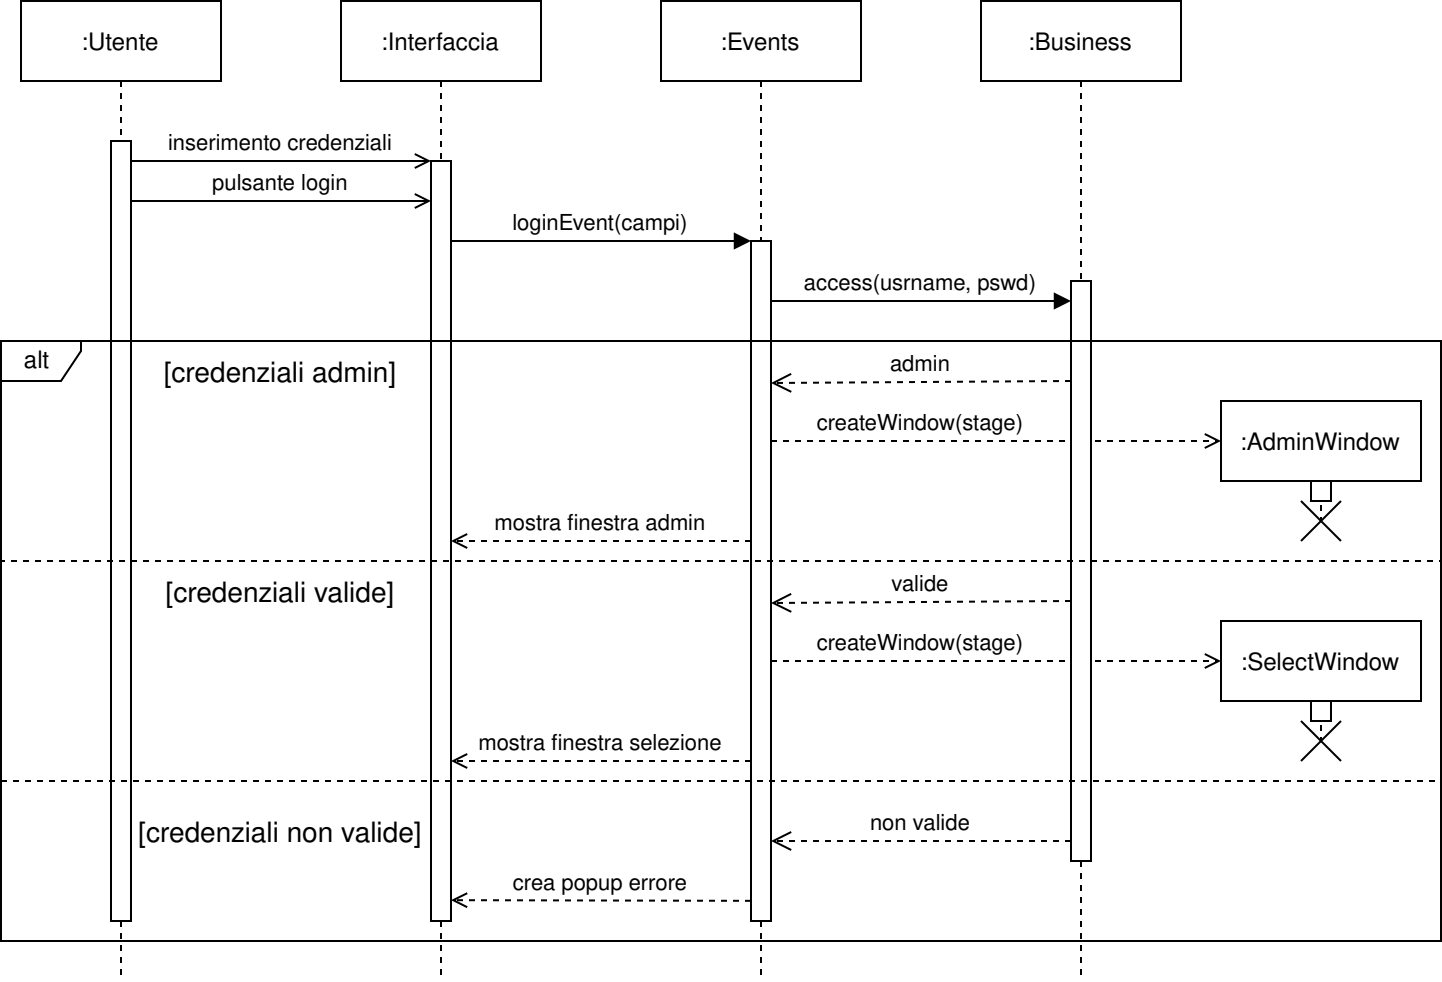 :Utente
:Interfaccia
:Events
:Business
inserimento credenziali
pulsante login
loginEvent(campi)
access(usrname, pswd)
alt
[credenziali admin]
admin
createWindow(stage)
:AdminWindow
mostra finestra admin
[credenziali valide]
valide
createWindow(stage)
:SelectWindow
mostra finestra selezione
[credenziali non valide]
non valide
crea popup errore